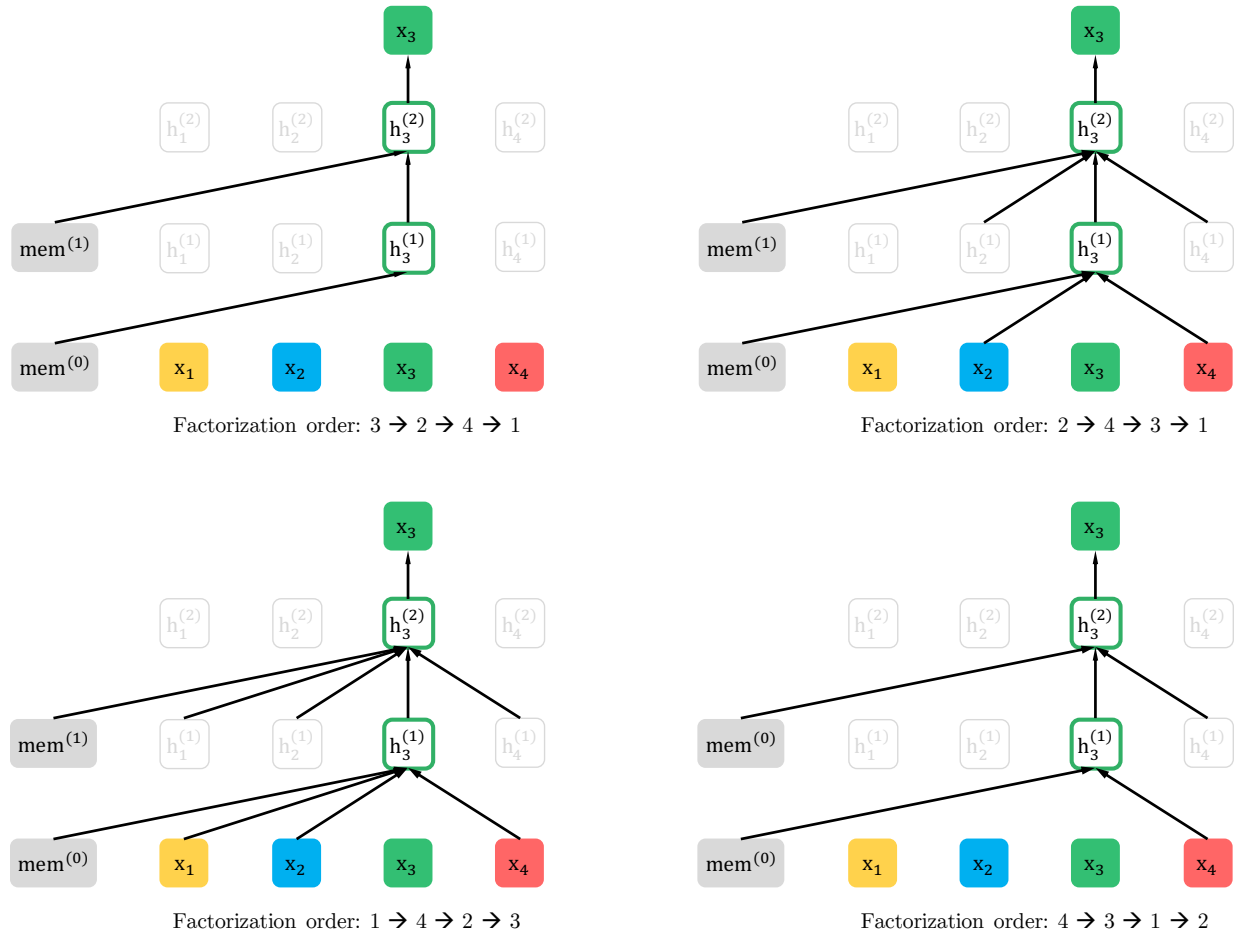 x₃ x₃
h₁⁽²⁾ h₂⁽²⁾ h₃⁽²⁾ h₄⁽²⁾ h₁⁽²⁾ h₂⁽²⁾ h₃⁽²⁾ h₄⁽²⁾
mem⁽¹⁾ h₁⁽¹⁾ h₂⁽¹⁾ h₃⁽¹⁾ h₄⁽¹⁾ mem⁽¹⁾ h₁⁽¹⁾ h₂⁽¹⁾ h₃⁽¹⁾ h₄⁽¹⁾
mem⁽⁰⁾ x₁ x₂ x₃ x₄ mem⁽⁰⁾ x₁ x₂ x₃ x₄
Factorization order: 3 → 2 → 4 → 1 Factorization order: 2 → 4 → 3 → 1
x₃ x₃
h₁⁽²⁾ h₂⁽²⁾ h₃⁽²⁾ h₄⁽²⁾ h₁⁽²⁾ h₂⁽²⁾ h₃⁽²⁾ h₄⁽²⁾
mem⁽¹⁾ h₁⁽¹⁾ h₂⁽¹⁾ h₃⁽¹⁾ h₄⁽¹⁾ mem⁽⁰⁾ h₁⁽¹⁾ h₂⁽¹⁾ h₃⁽¹⁾ h₄⁽¹⁾
mem⁽⁰⁾ x₁ x₂ x₃ x₄ mem⁽⁰⁾ x₁ x₂ x₃ x₄
Factorization order: 1 → 4 → 2 → 3 Factorization order: 4 → 3 → 1 → 2